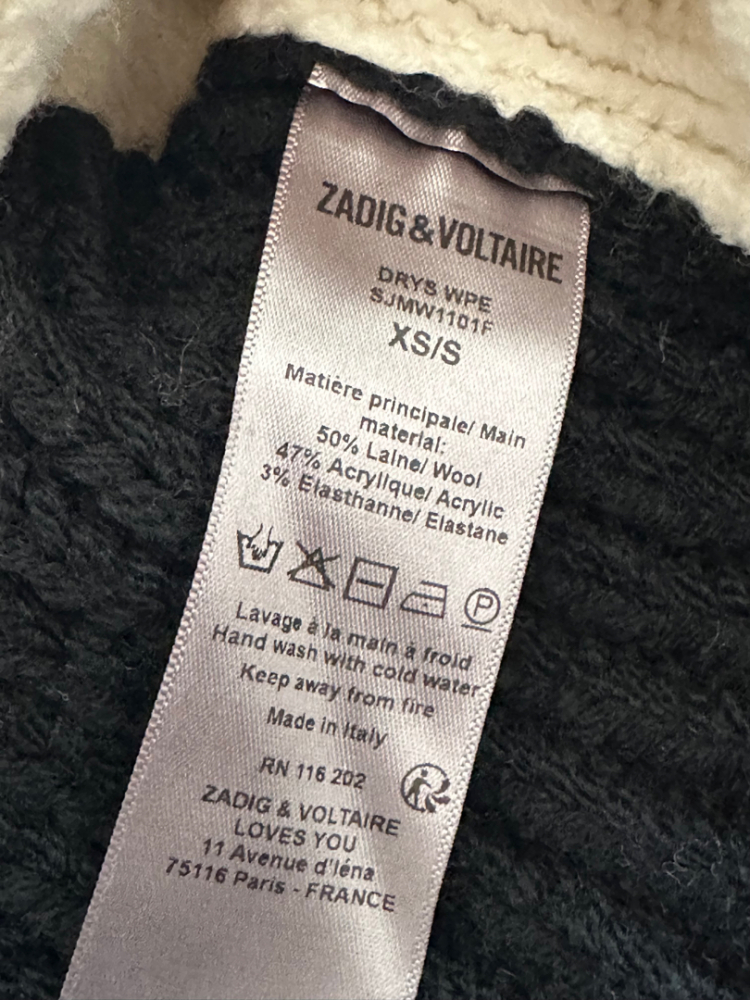 ZADIG&VOLTAIRE
DRYS WPE
SJMW1101F
XS/S
Matière principale/ Main
material:
50% Laine/ Wool
47% Acrylique/ Acrylic
3% Elasthanne/ Elastane
P
Lavage à la main à froid
Hand wash with cold water
Keep away from fire
Made in Italy
RN 116 202
ZADIG & VOLTAIRE
LOVES YOU
11 Avenue d'Iéna
75116 Paris - FRANCE